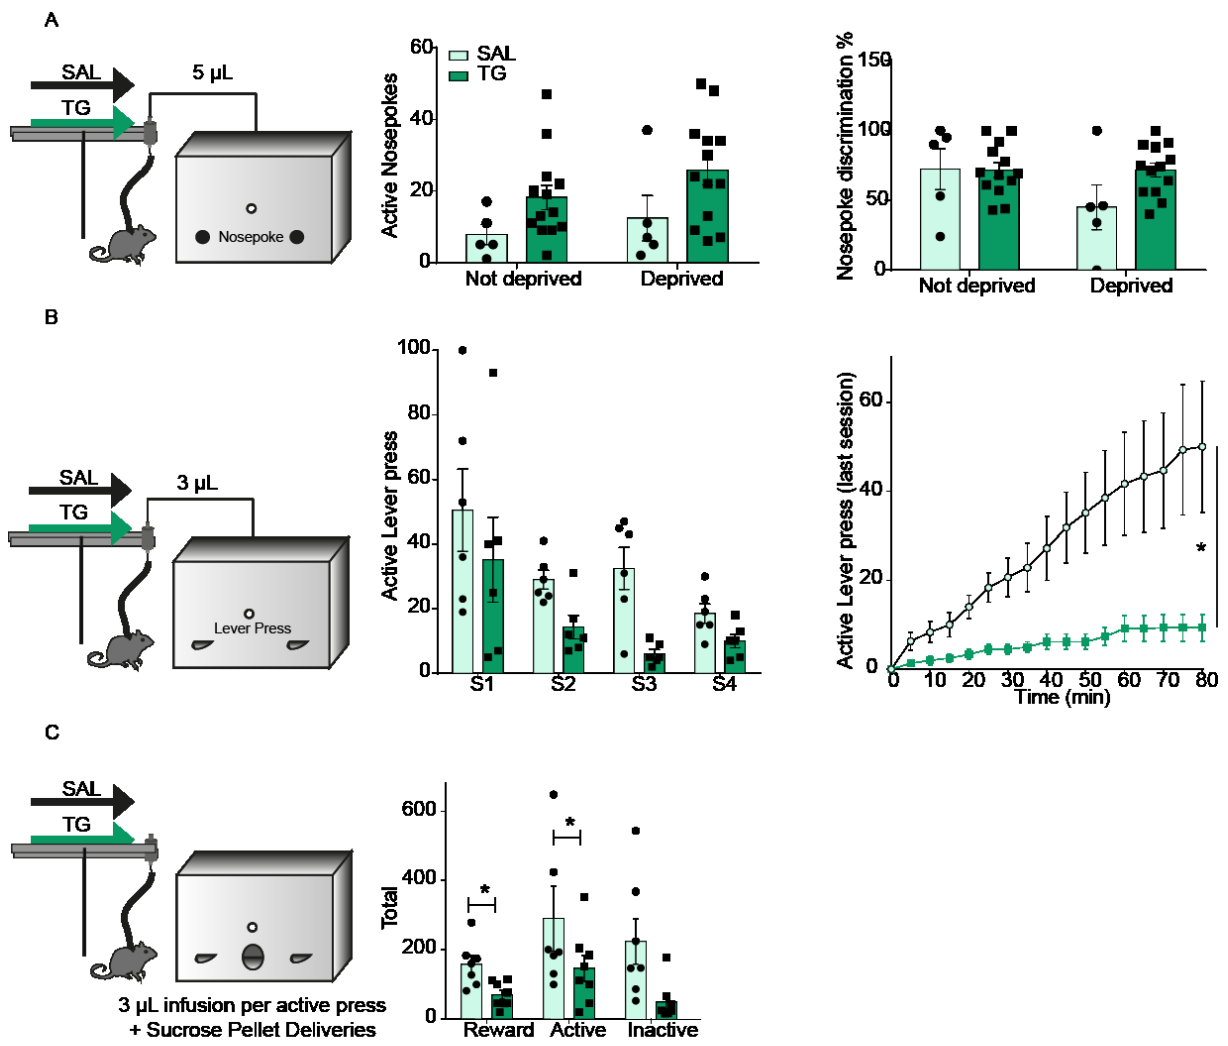 A
SAL
5 µL
TG
Nosepoke
Active Nosepokes
60
40
20
0
SAL
TG
Not deprived
Deprived
Nosepoke discrimination %
150
100
50
0
Not deprived
Deprived
B
SAL
3 µL
TG
Lever Press
Active Lever press
100
80
60
40
20
0
S1
S2
S3
S4
Active Lever press (last session)
60
40
20
0
*
0
10
20
30
40
50
60
70
80
Time (min)
C
SAL
TG
3 µL infusion per active press
+ Sucrose Pellet Deliveries
Total
600
400
200
0
*
*
Reward
Active
Inactive